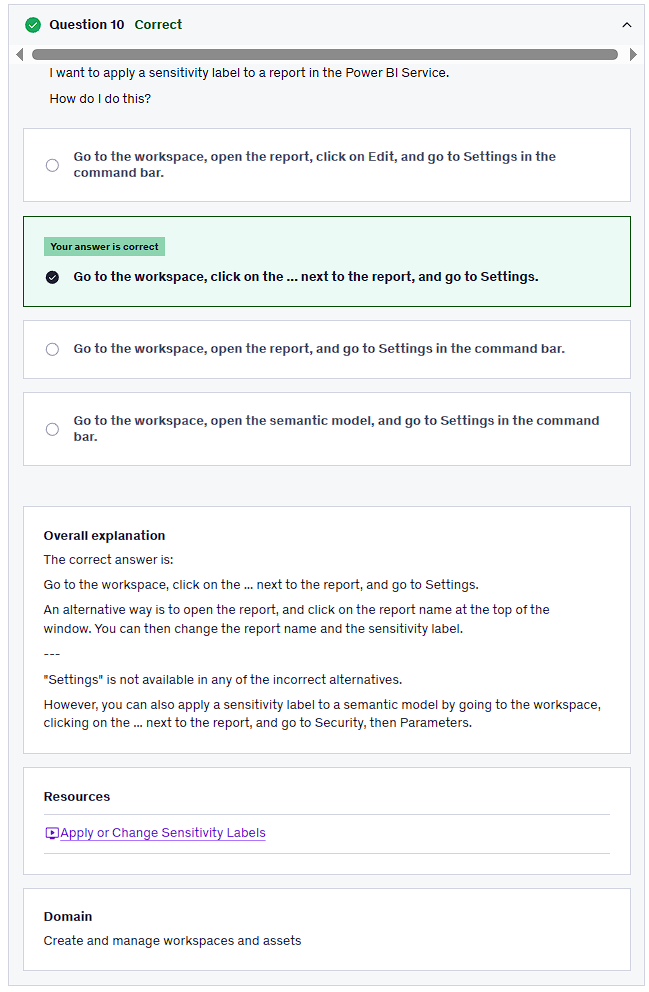 Question 10 Correct
I want to apply a sensitivity label to a report in the Power BI Service.
How do I do this?
Go to the workspace, open the report, click on Edit, and go to Settings in the
command bar.
Your answer is correct
Go to the workspace, click on the ... next to the report, and go to Settings.
Go to the workspace, open the report, and go to Settings in the command bar.
Go to the workspace, open the semantic model, and go to Settings in the command
bar.
Overall explanation
The correct answer is:
Go to the workspace, click on the ... next to the report, and go to Settings.
An alternative way is to open the report, and click on the report name at the top of the
window. You can then change the report name and the sensitivity label.
---
"Settings" is not available in any of the incorrect alternatives.
However, you can also apply a sensitivity label to a semantic model by going to the workspace,
clicking on the ... next to the report, and go to Security, then Parameters.
Resources
Apply or Change Sensitivity Labels
Domain
Create and manage workspaces and assets